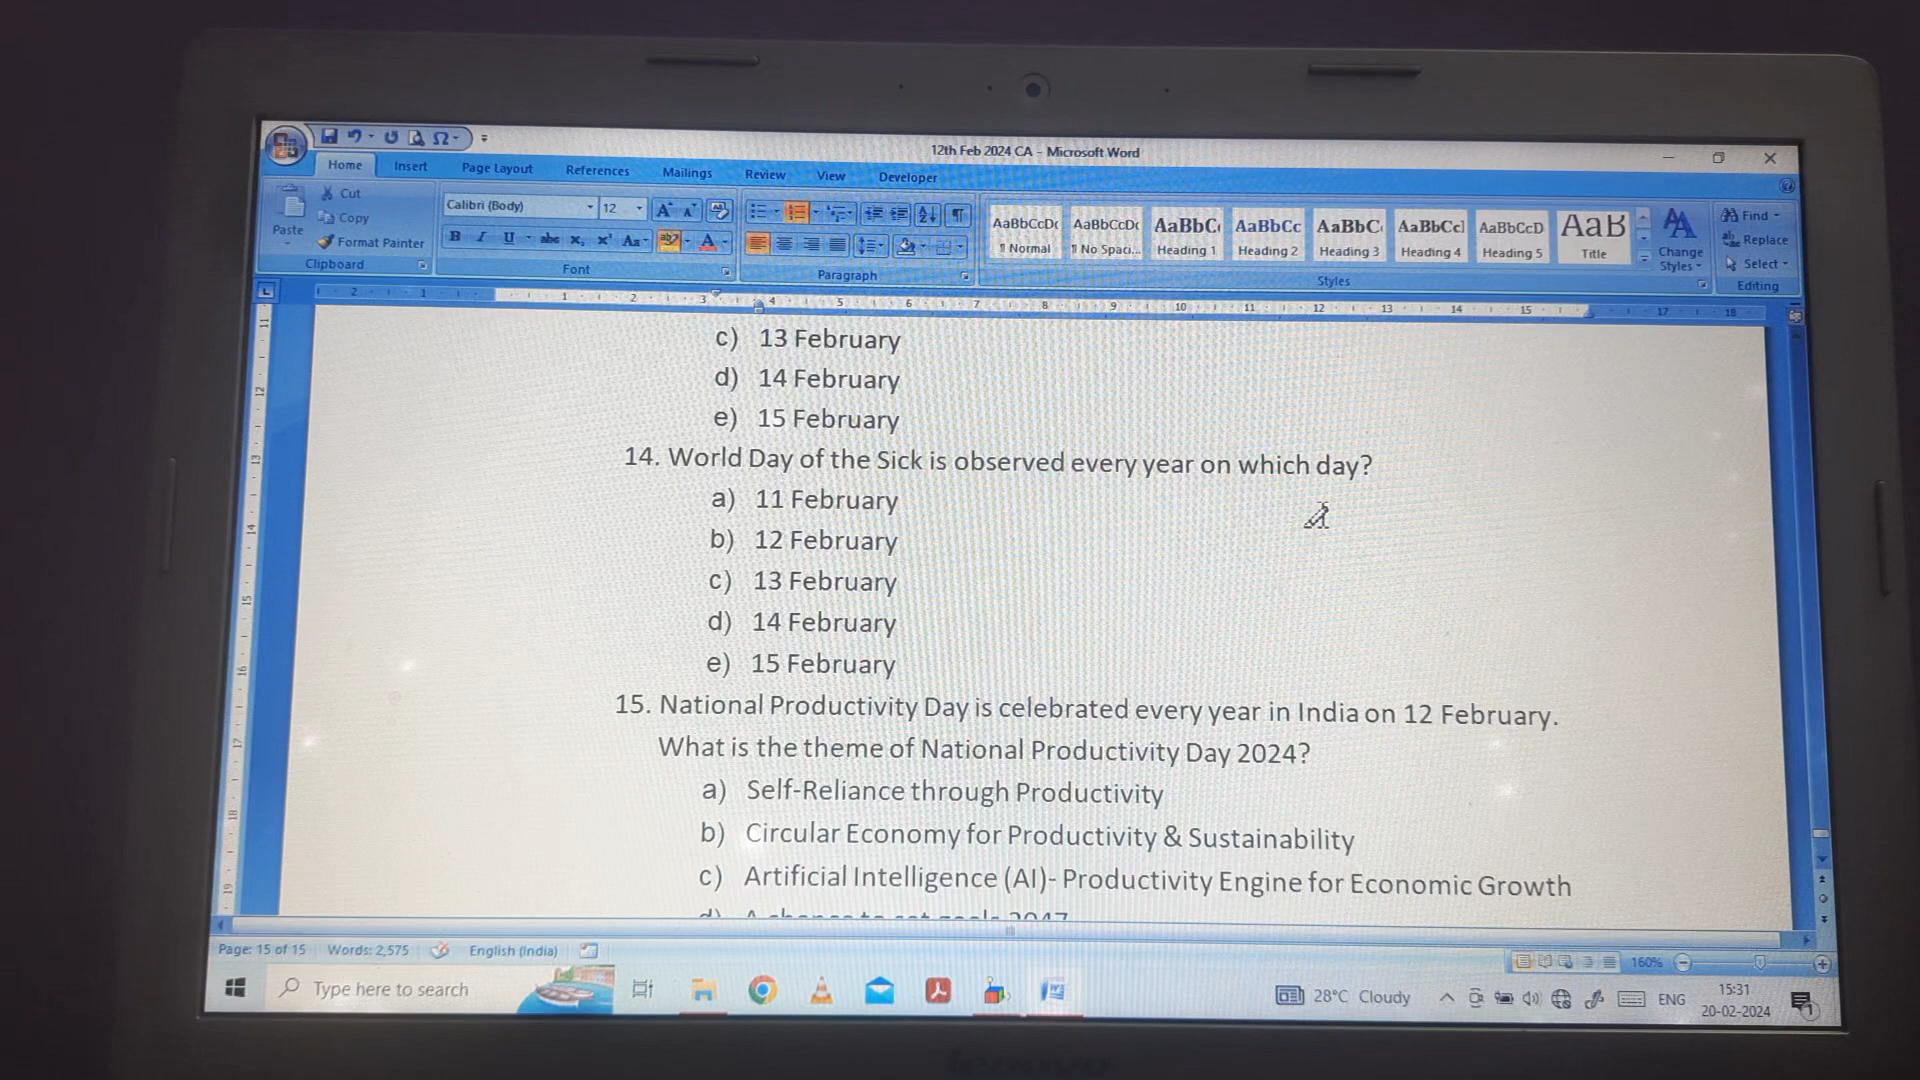 12th Feb 2024 CA - Microsoft Word
Home Insert Page Layout References Mailings Review View Developer
Paste
Cut
Copy
Format Painter
Clipboard
Calibri (Body) 12
Font
Paragraph
AaBbCcDc AaBbCcDc AaBbC AaBbCc AaBbC AaBbCcI AaBbCcD AaB
¶ Normal ¶ No Spaci... Heading 1 Heading 2 Heading 3 Heading 4 Heading 5 Title
Styles
Change Styles
Find
Replace
Select
Editing
c) 13 February
d) 14 February
e) 15 February
14. World Day of the Sick is observed every year on which day?
a) 11 February
b) 12 February
c) 13 February
d) 14 February
e) 15 February
15. National Productivity Day is celebrated every year in India on 12 February.
What is the theme of National Productivity Day 2024?
a) Self-Reliance through Productivity
b) Circular Economy for Productivity & Sustainability
c) Artificial Intelligence (AI)- Productivity Engine for Economic Growth
Page: 15 of 15 Words: 2,575 English (India) 160%
Type here to search
28°C Cloudy ENG
15:31
20-02-2024